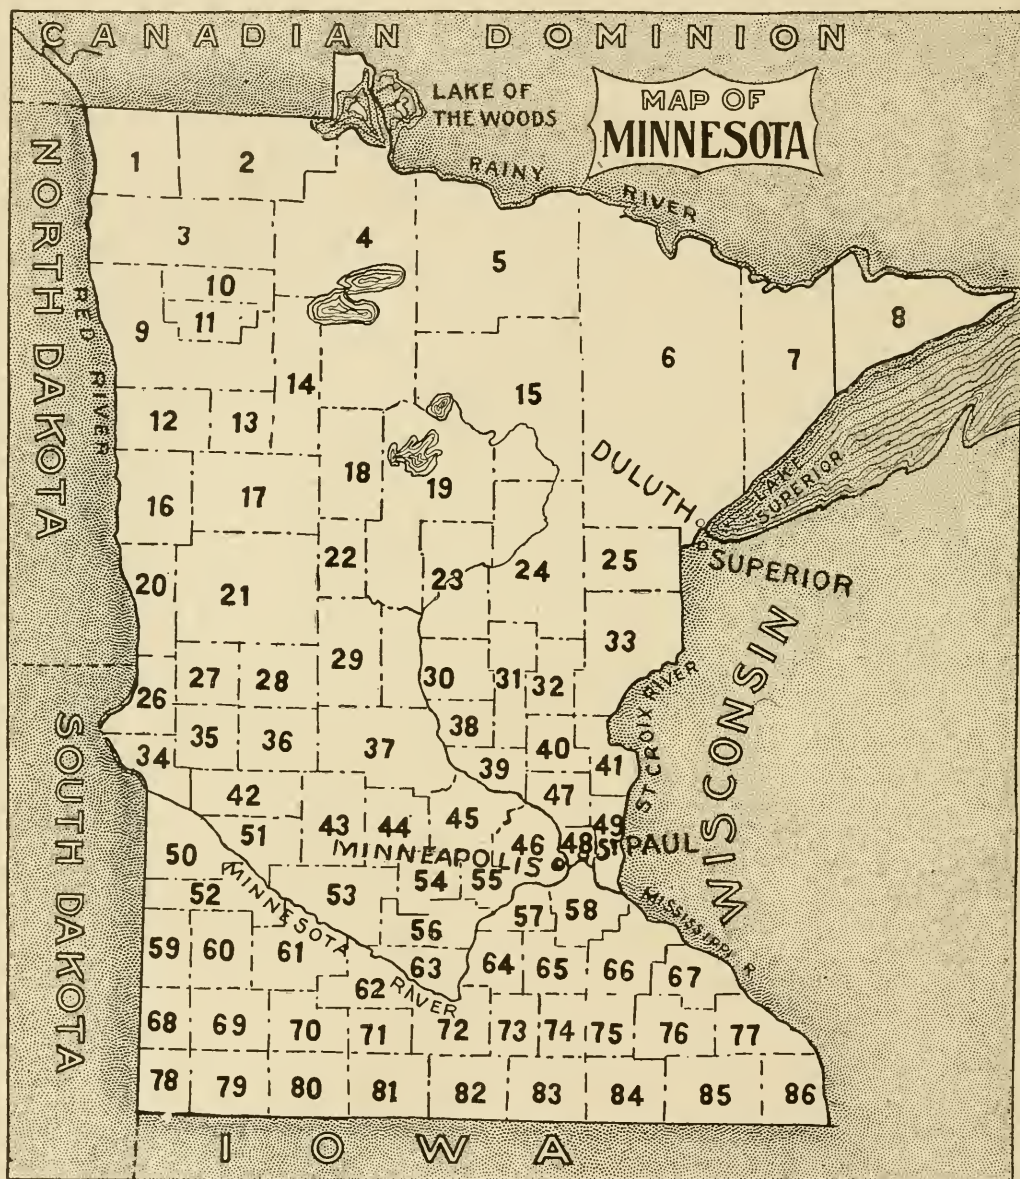 CANADIAN DOMINION
MAP OF
MINNESOTA
LAKE OF
THE WOODS
RAINY RIVER
NORTH DAKOTA
RED RIVER
1 2
3 4 5
10
11
9
8
6 7
14
15
12 13
18
19
DULUTH
LAKE
SUPERIOR
16 17
SUPERIOR
22
23
24
25
20 21
33
29
27 28
30 31 32
26
ST CROIX RIVER
WISCONSIN
SOUTH DAKOTA
38
35 36 37
34
39 40 41
42
43 44 45
47
51
46 48 49
MINNEAPOLIS ST PAUL
50
54 55
52 53
MINNESOTA RIVER
MISSISSIPPI R.
57 58
56
59 60 61
63 64 65 66 67
62
68 69 70 71 72 73 74 75 76 77
78 79 80 81 82 83 84 85 86
IOWA